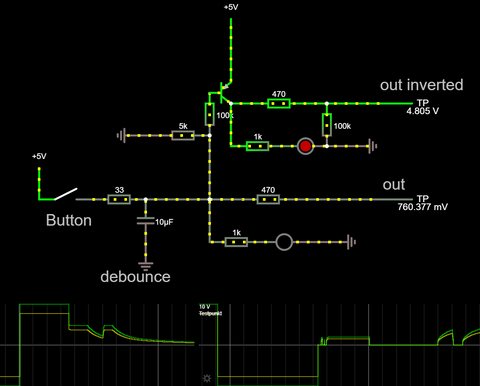 +5V
470
out inverted
TP
4.805 V
100k
5k
100k
1k
+5V
33
470
out
TP
760.377 mV
Button
10µF
1k
debounce
10 V
Testpunkt